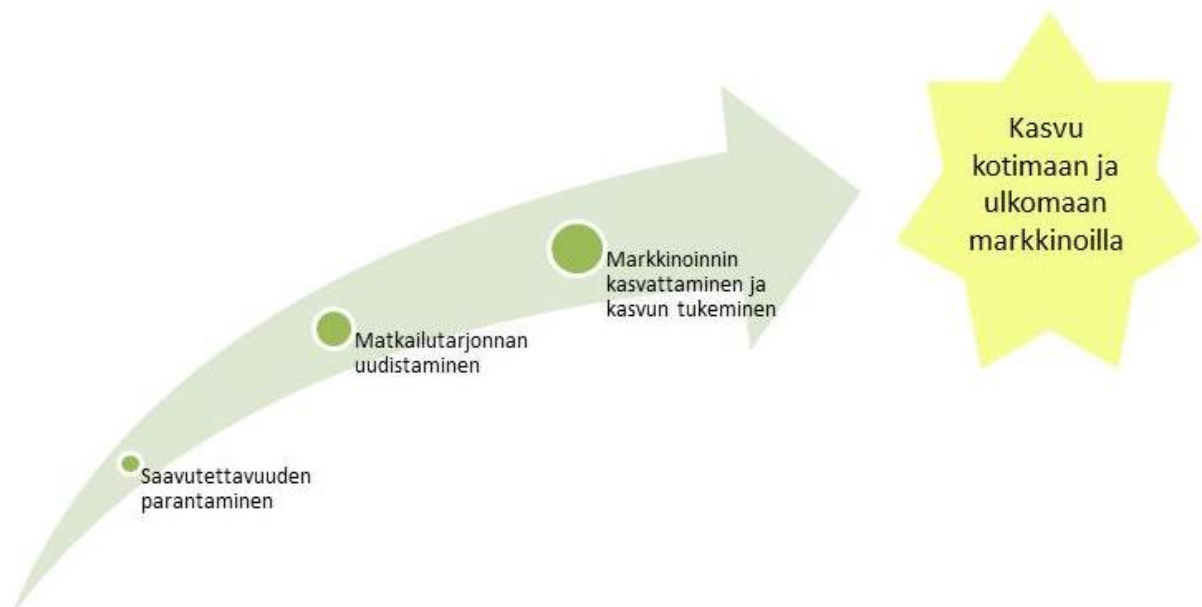 Kasvu
kotimaan ja
ulkomaan
markkinoilla
Markkinoinnin
kasvattaminen ja
kasvun tukeminen
Matkailutarjonnan
uudistaminen
Saavutettavuuden
parantaminen